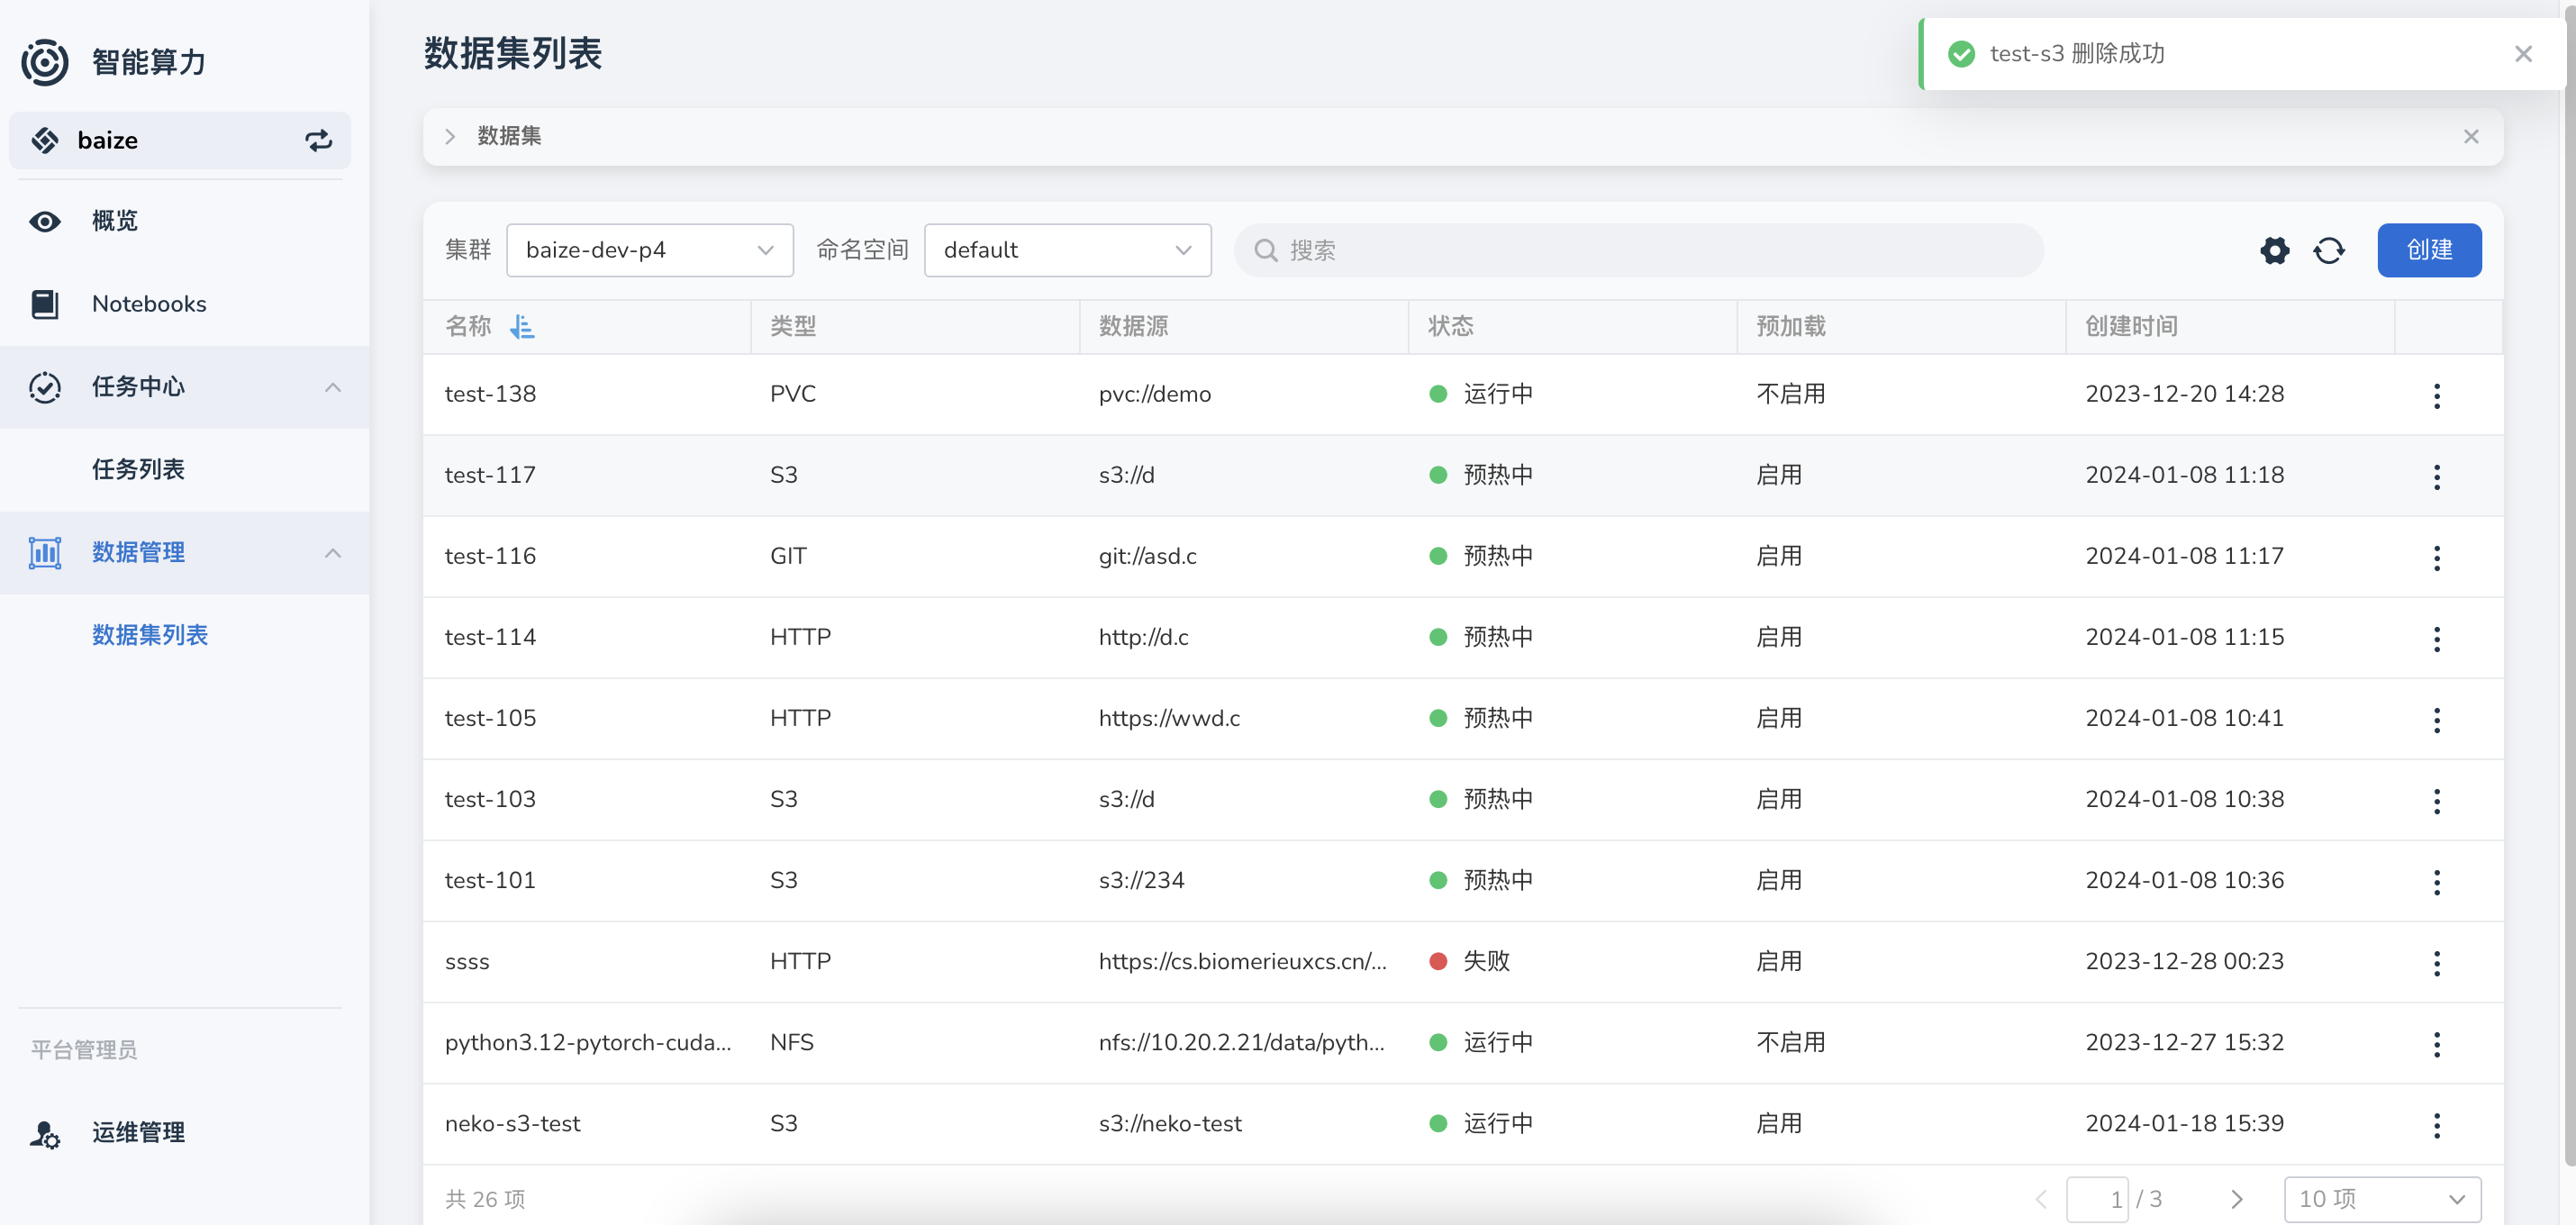 智能算力
baize
概览
Notebooks
任务中心
任务列表
数据管理
数据集列表
平台管理员
运维管理
数据集列表
test-s3 删除成功
数据集
集群 baize-dev-p4 命名空间 default 搜索 创建
名称 类型 数据源 状态 预加载 创建时间
test-138 PVC pvc://demo 运行中 不启用 2023-12-20 14:28
test-117 S3 s3://d 预热中 启用 2024-01-08 11:18
test-116 GIT git://asd.c 预热中 启用 2024-01-08 11:17
test-114 HTTP http://d.c 预热中 启用 2024-01-08 11:15
test-105 HTTP https://wwd.c 预热中 启用 2024-01-08 10:41
test-103 S3 s3://d 预热中 启用 2024-01-08 10:38
test-101 S3 s3://234 预热中 启用 2024-01-08 10:36
ssss HTTP https://cs.biomerieuxcs.cn/... 失败 启用 2023-12-28 00:23
python3.12-pytorch-cuda... NFS nfs://10.20.2.21/data/pyth... 运行中 不启用 2023-12-27 15:32
neko-s3-test S3 s3://neko-test 运行中 启用 2024-01-18 15:39
共 26 项 1 / 3 10 项